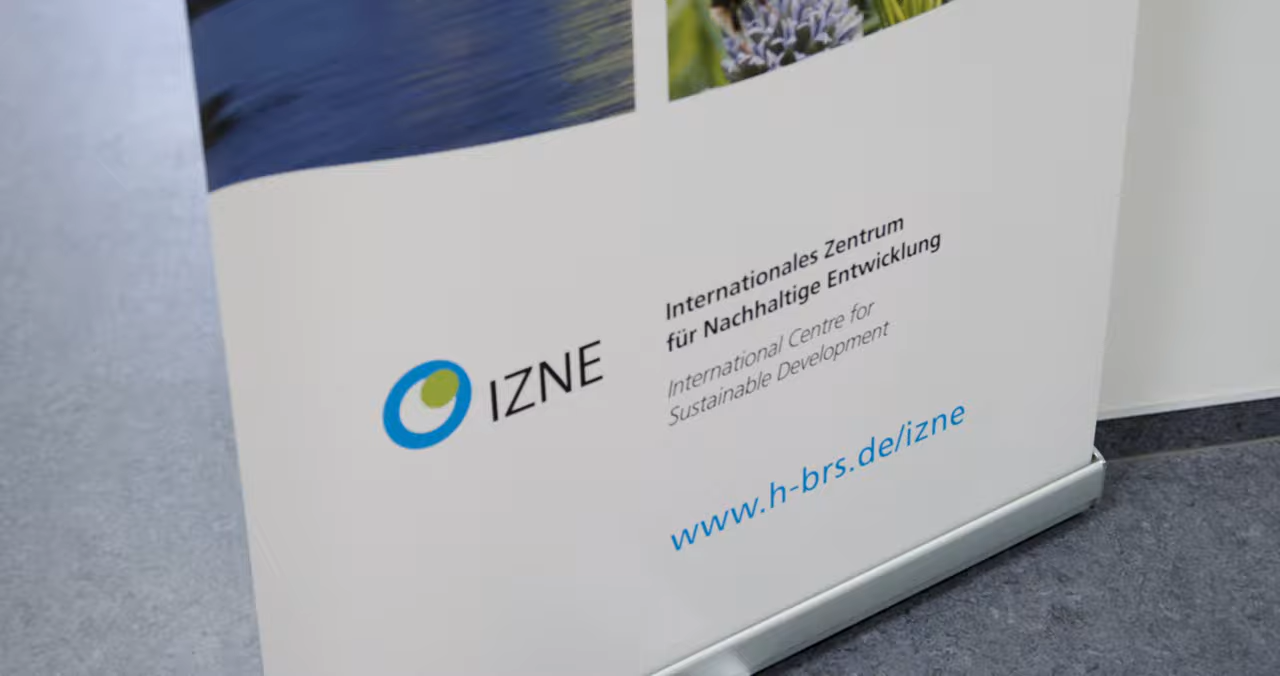 IZNE
Internationales Zentrum
für Nachhaltige Entwicklung
International Centre for
Sustainable Development
www.h-brs.de/izne